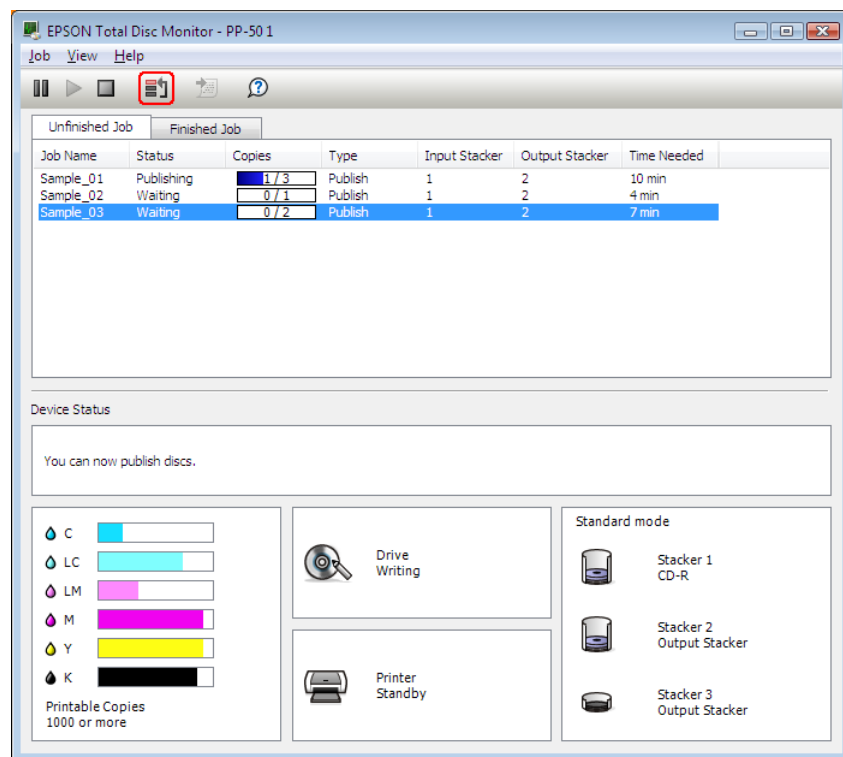 EPSON Total Disc Monitor - PP-50 1
Job View Help
Unfinished Job Finished Job
Job Name Status Copies Type Input Stacker Output Stacker Time Needed
Sample_01 Publishing 1 / 3 Publish 1 2 10 min
Sample_02 Waiting 0 / 1 Publish 1 2 4 min
Sample_03 Waiting 0 / 2 Publish 1 2 7 min
Device Status
You can now publish discs.
C
LC
LM
M
Y
K
Printable Copies
1000 or more
Drive
Writing
Printer
Standby
Standard mode
Stacker 1
CD-R
Stacker 2
Output Stacker
Stacker 3
Output Stacker